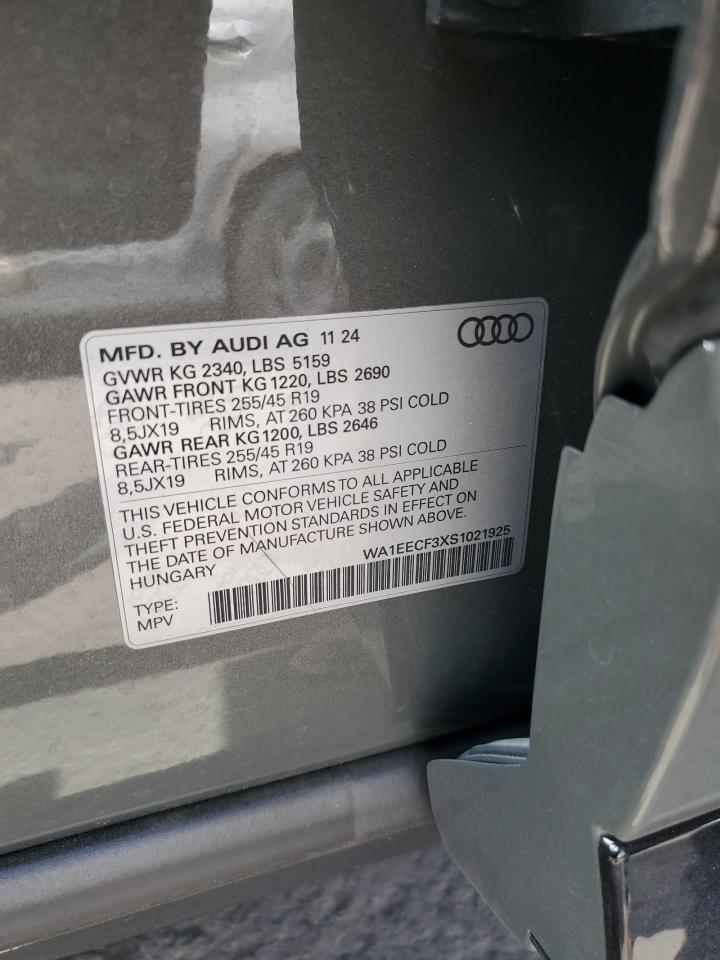 MFD. BY AUDI AG 11 24
GVWR KG 2340, LBS 5159
GAWR FRONT KG 1220, LBS 2690
FRONT-TIRES 255/45 R19
8,5JX19 RIMS, AT 260 KPA 38 PSI COLD
GAWR REAR KG 1200, LBS 2646
REAR-TIRES 255/45 R19
8,5JX19 RIMS, AT 260 KPA 38 PSI COLD
THIS VEHICLE CONFORMS TO ALL APPLICABLE
U.S. FEDERAL MOTOR VEHICLE SAFETY AND
THEFT PREVENTION STANDARDS IN EFFECT ON
THE DATE OF MANUFACTURE SHOWN ABOVE.
HUNGARY WA1EECF3XS1021925
TYPE:
MPV